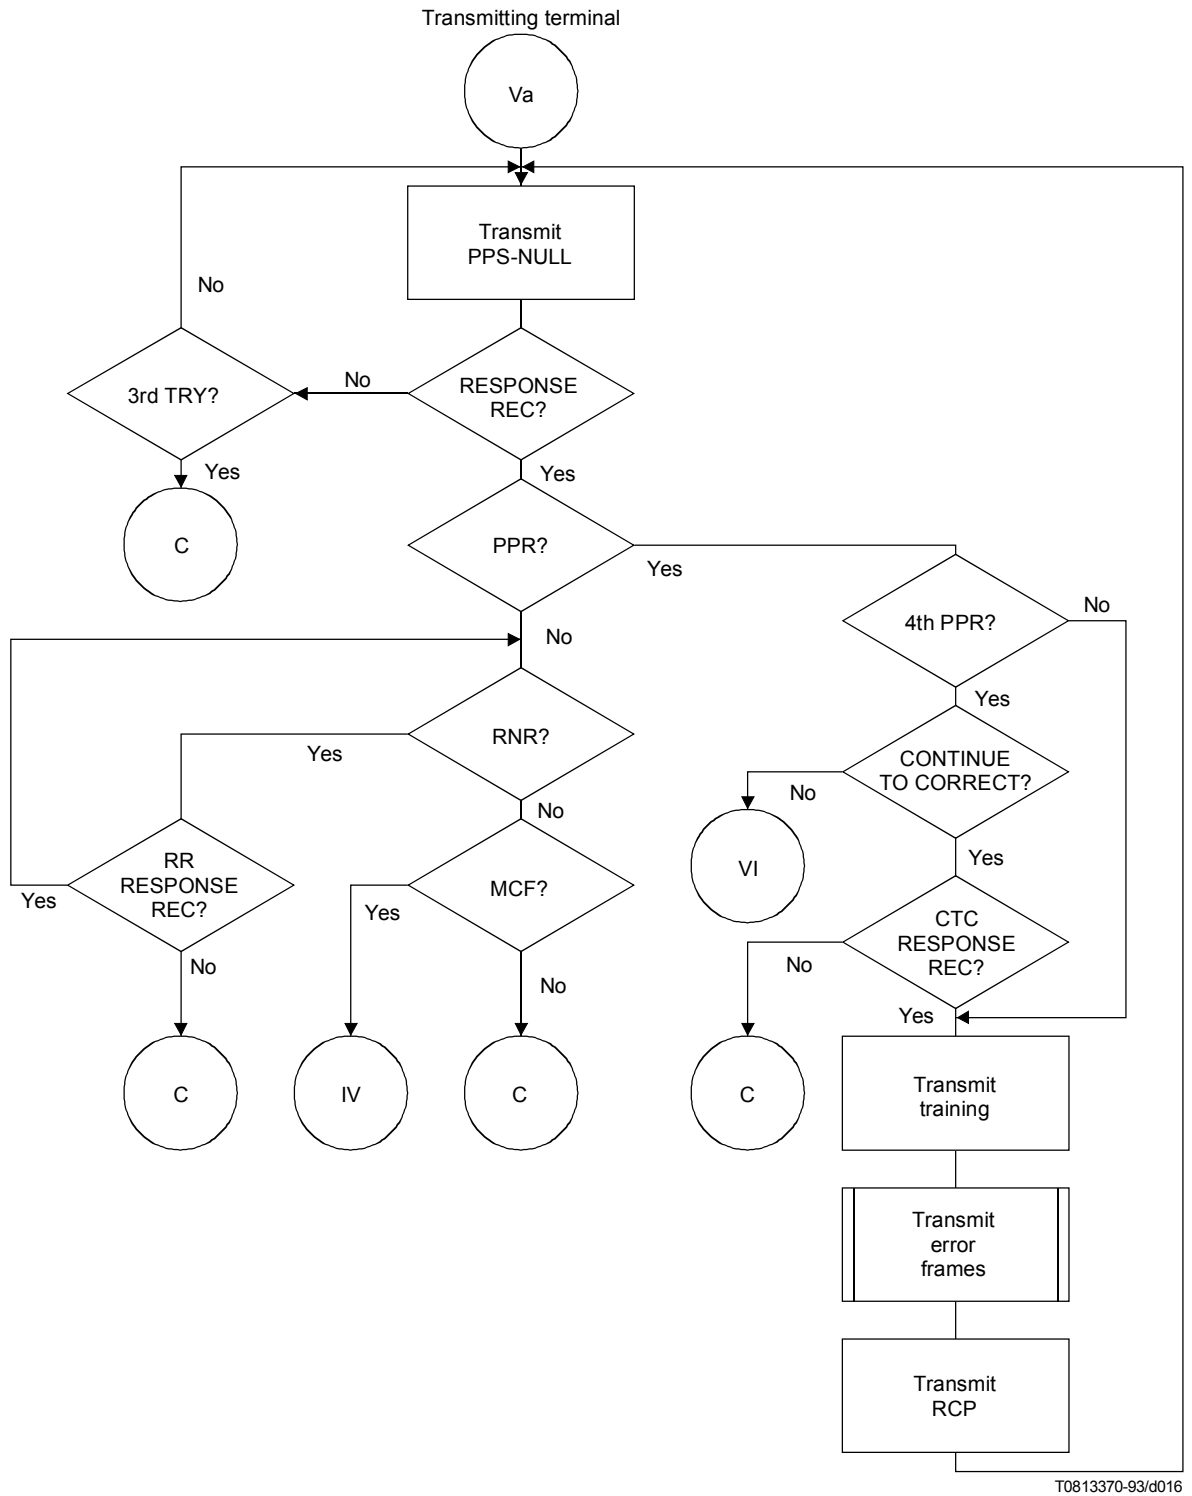 Transmitting terminal
Va
Transmit
PPS-NULL
No
3rd TRY?
No
RESPONSE
REC?
Yes
Yes
C
PPR?
Yes
No
4th PPR?
No
Yes
RNR?
Yes
CONTINUE
TO CORRECT?
No
No
RR
RESPONSE
REC?
Yes
MCF?
Yes
VI
Yes
CTC
RESPONSE
REC?
No
No
No
Yes
C
IV
C
C
Transmit
training
Transmit
error
frames
Transmit
RCP
T0813370-93/d016